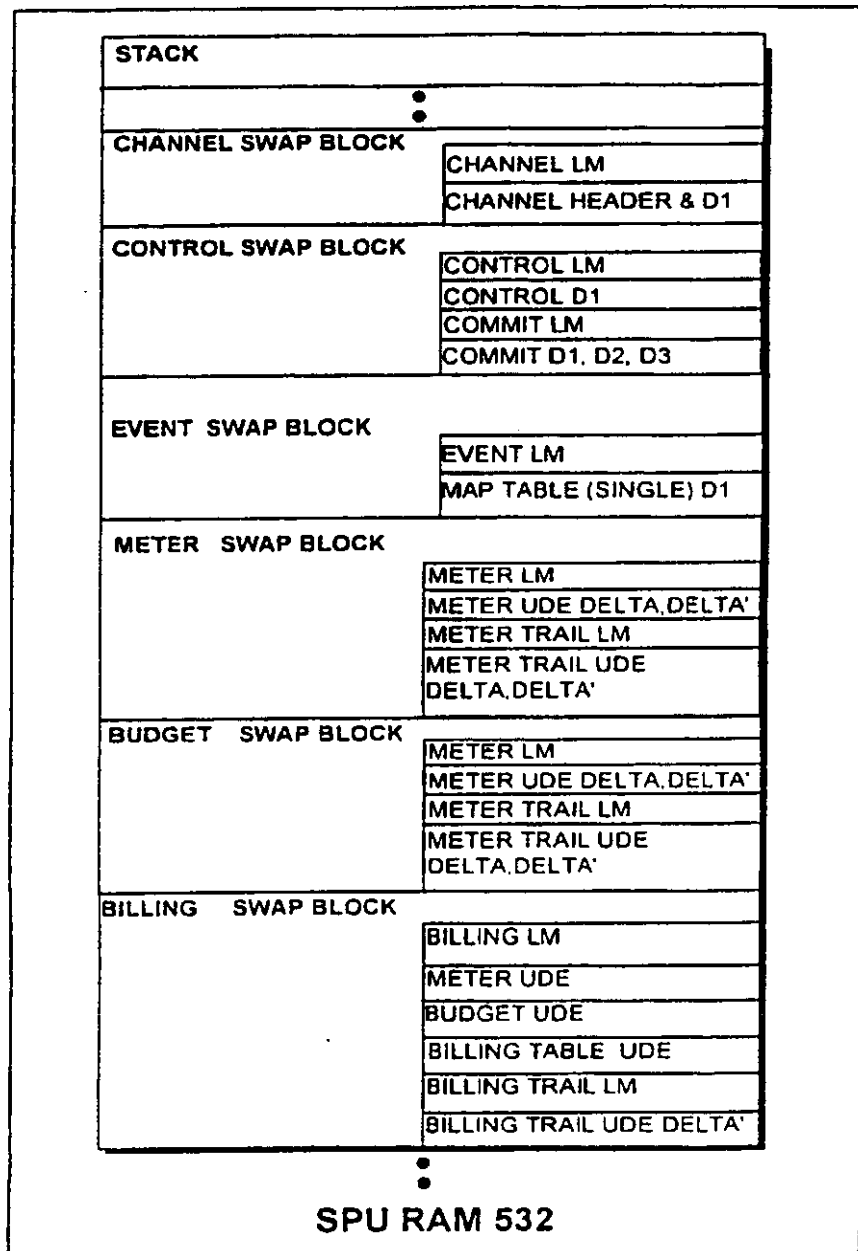 STACK
CHANNEL SWAP BLOCK
CHANNEL LM
CHANNEL HEADER & D1
CONTROL SWAP BLOCK
CONTROL LM
CONTROL D1
COMMIT LM
COMMIT D1, D2, D3
EVENT SWAP BLOCK
EVENT LM
MAP TABLE (SINGLE) D1
METER SWAP BLOCK
METER LM
METER UDE DELTA,DELTA'
METER TRAIL LM
METER TRAIL UDE
DELTA,DELTA'
BUDGET SWAP BLOCK
METER LM
METER UDE DELTA,DELTA'
METER TRAIL LM
METER TRAIL UDE
DELTA,DELTA'
BILLING SWAP BLOCK
BILLING LM
METER UDE
BUDGET UDE
BILLING TABLE UDE
BILLING TRAIL LM
BILLING TRAIL UDE DELTA'
SPU RAM 532